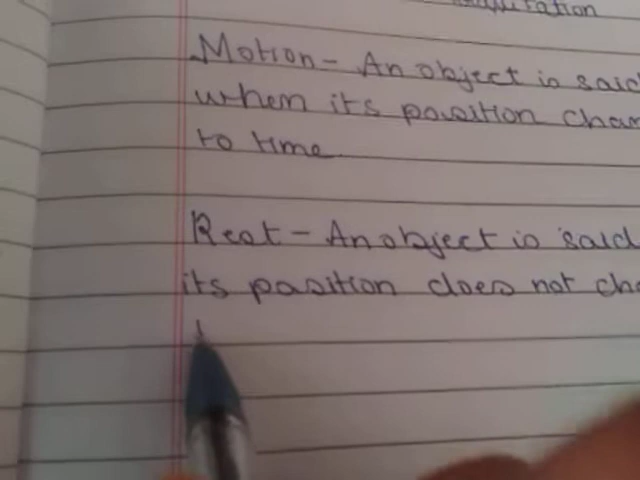 Motion - An object is said
when its position chan
to time
Rest - An object is said
its position does not cha